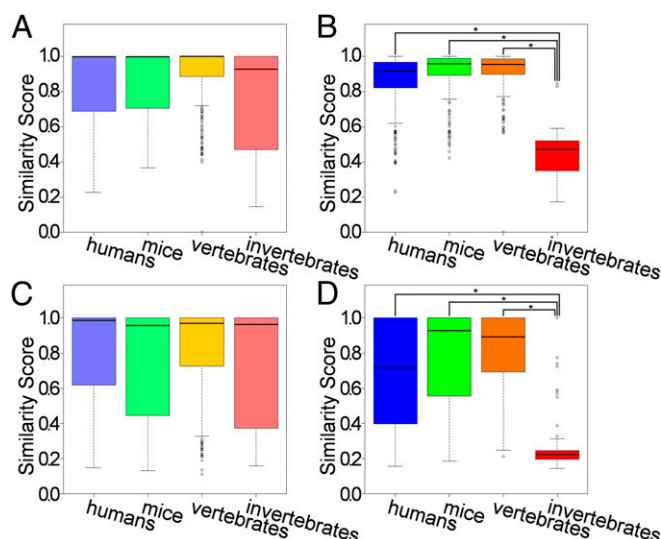 A
Similarity Score
1.0
0.8
0.6
0.4
0.2
0.0
humans
mice
vertebrates
invertebrates
B
* 
*
*
Similarity Score
1.0
0.8
0.6
0.4
0.2
0.0
humans
mice
vertebrates
invertebrates
C
Similarity Score
1.0
0.8
0.6
0.4
0.2
0.0
humans
mice
vertebrates
invertebrates
D
*
*
*
Similarity Score
1.0
0.8
0.6
0.4
0.2
0.0
humans
mice
vertebrates
invertebrates